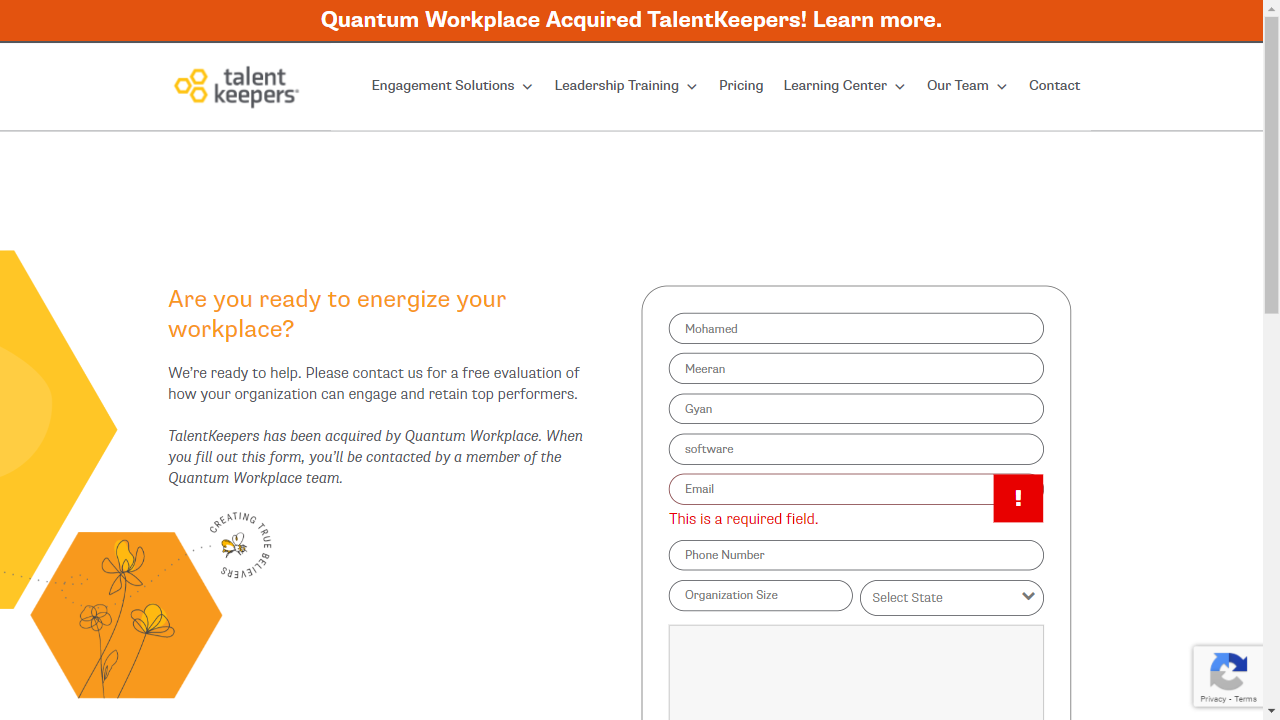 Quantum Workplace Acquired TalentKeepers! Learn more.
talent
keepers
Engagement Solutions
Leadership Training
Pricing
Learning Center
Our Team
Contact
Are you ready to energize your
workplace?
We're ready to help. Please contact us for a free evaluation of
how your organization can engage and retain top performers.
TalentKeepers has been acquired by Quantum Workplace. When
you fill out this form, you'll be contacted by a member of the
Quantum Workplace team.
CREATING TRUE BELIEVERS
Mohamed
Meeran
Gyan
software
Email
!
This is a required field.
Phone Number
Organization Size
Select State
Privacy - Terms